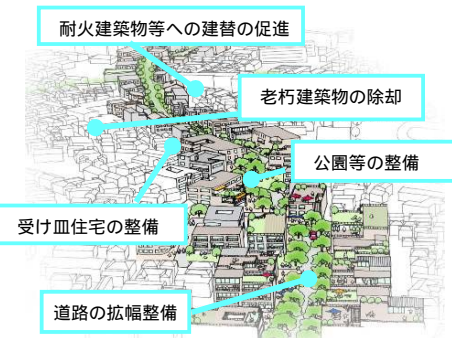 耐火建築物等への建替の促進
老朽建築物の除却
公園等の整備
受け皿住宅の整備
道路の拡幅整備